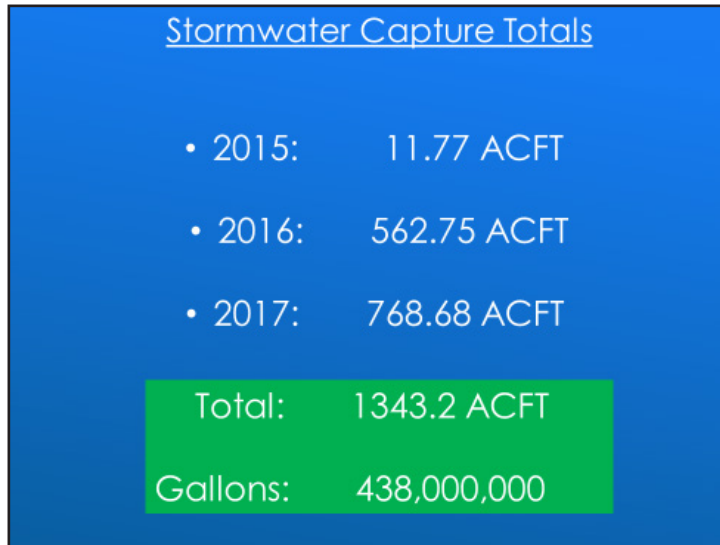 Stormwater Capture Totals
• 2015: 11.77 ACFT
• 2016: 562.75 ACFT
• 2017: 768.68 ACFT
Total: 1343.2 ACFT
Gallons: 438,000,000